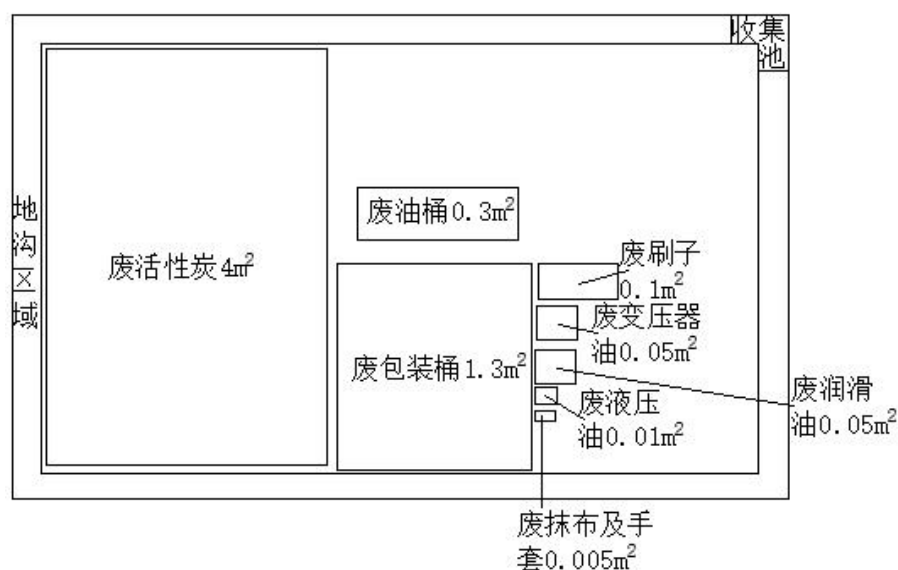 收集
池
地
沟
区
域
废活性炭4m²
废油桶0.3m²
废刷子
0.1m²
废变压器
油0.05m²
废包装桶1.3m²
废润滑
油0.05m²
废液压
油0.01m²
废抹布及手
套0.005m²